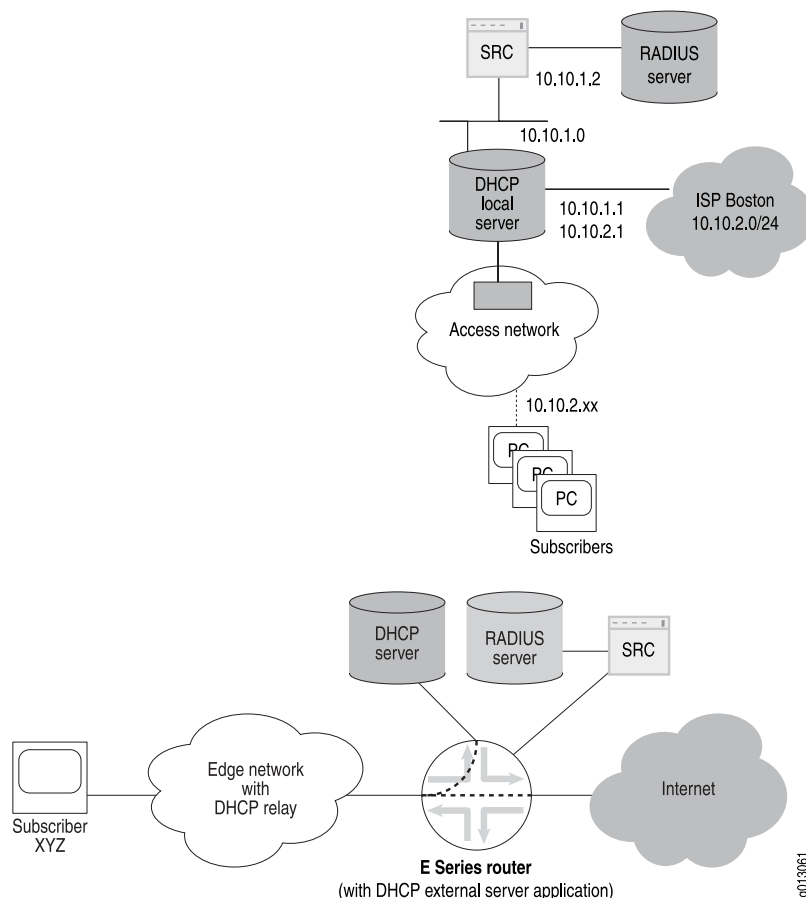 SRC
RADIUS
server
10.10.1.2
10.10.1.0
DHCP
local
server
10.10.1.1
10.10.2.1
ISP Boston
10.10.2.0/24
Access network
10.10.2.xx
PC
PC
PC
Subscribers
DHCP
server
RADIUS
server
SRC
Edge network
with
DHCP relay
Internet
Subscriber
XYZ
E Series router
(with DHCP external server application)
g013061